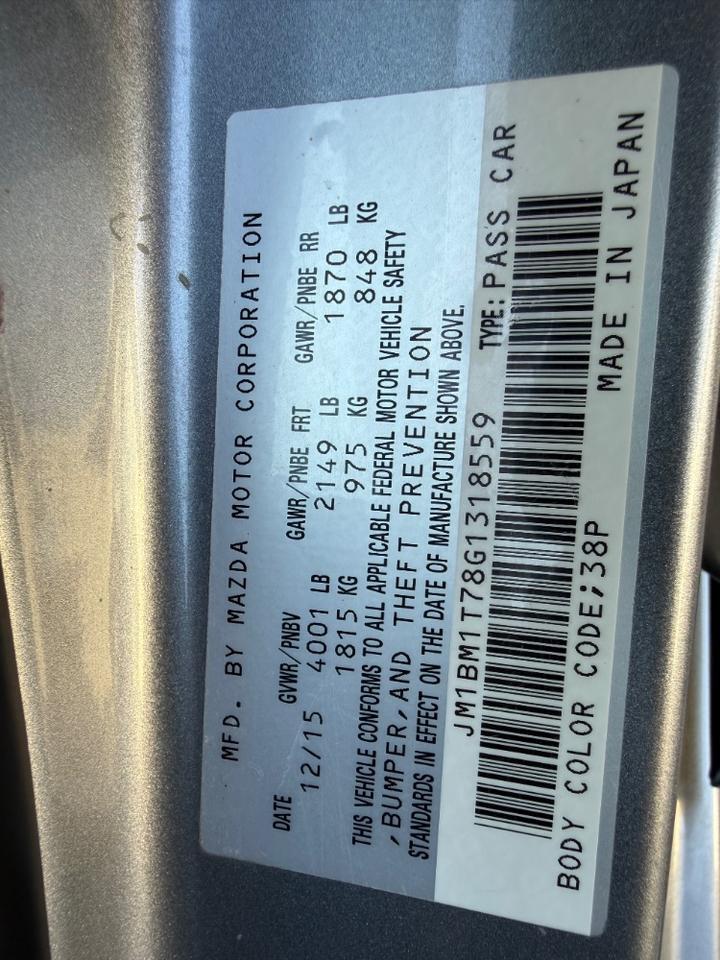 MFD. BY MAZDA MOTOR CORPORATION
DATE GVWR/PNBV GAWR/PNBE FRT GAWR/PNBE RR
12/15 4001 LB 2149 LB 1870 LB
1815 KG 975 KG 848 KG
THIS VEHICLE CONFORMS TO ALL APPLICABLE FEDERAL MOTOR VEHICLE SAFETY
,BUMPER,AND THEFT PREVENTION
STANDARDS IN EFFECT ON THE DATE OF MANUFACTURE SHOWN ABOVE.
JM1BM1T78G1318559 TYPE: PASS CAR
BODY COLOR CODE;38P MADE IN JAPAN